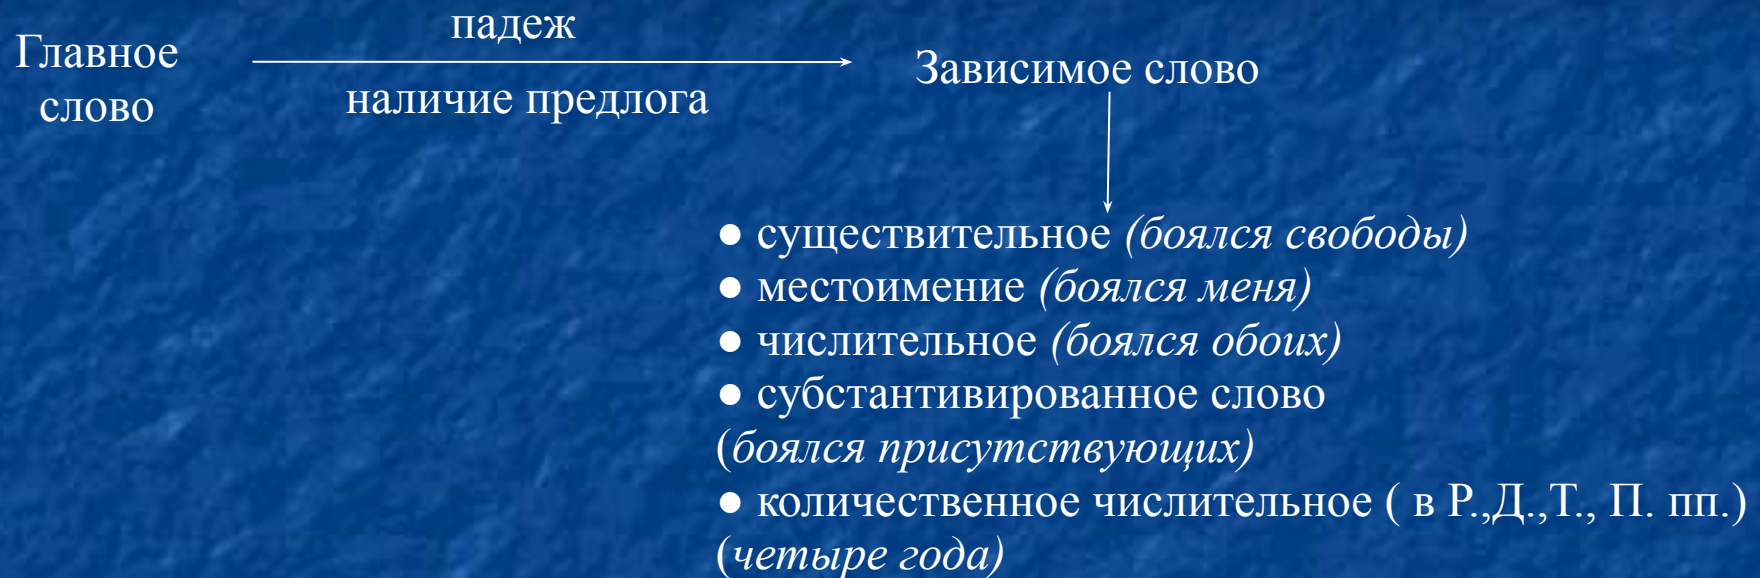 падеж
Главное
слово
наличие предлога
Зависимое слово
● существительное (боялся свободы)
● местоимение (боялся меня)
● числительное (боялся обоих)
● субстантивированное слово
(боялся присутствующих)
● количественное числительное ( в Р.,Д.,Т., П. пп.)
(четыре года)